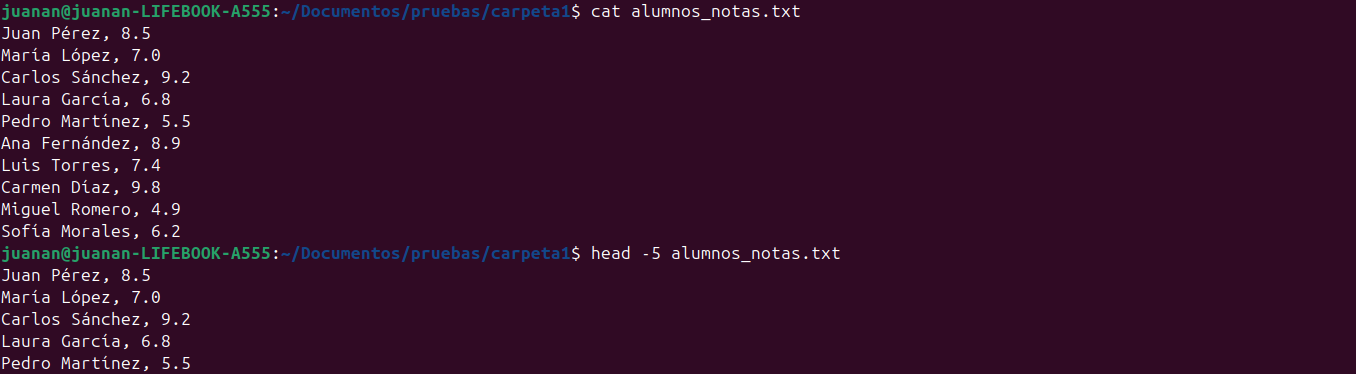 juanan@juanan-LIFEBOOK-A555:~/Documentos/pruebas/carpeta1$ cat alumnos_notas.txt
Juan Pérez, 8.5
María López, 7.0
Carlos Sánchez, 9.2
Laura García, 6.8
Pedro Martínez, 5.5
Ana Fernández, 8.9
Luis Torres, 7.4
Carmen Díaz, 9.8
Miguel Romero, 4.9
Sofía Morales, 6.2
juanan@juanan-LIFEBOOK-A555:~/Documentos/pruebas/carpeta1$ head -5 alumnos_notas.txt
Juan Pérez, 8.5
María López, 7.0
Carlos Sánchez, 9.2
Laura García, 6.8
Pedro Martínez, 5.5